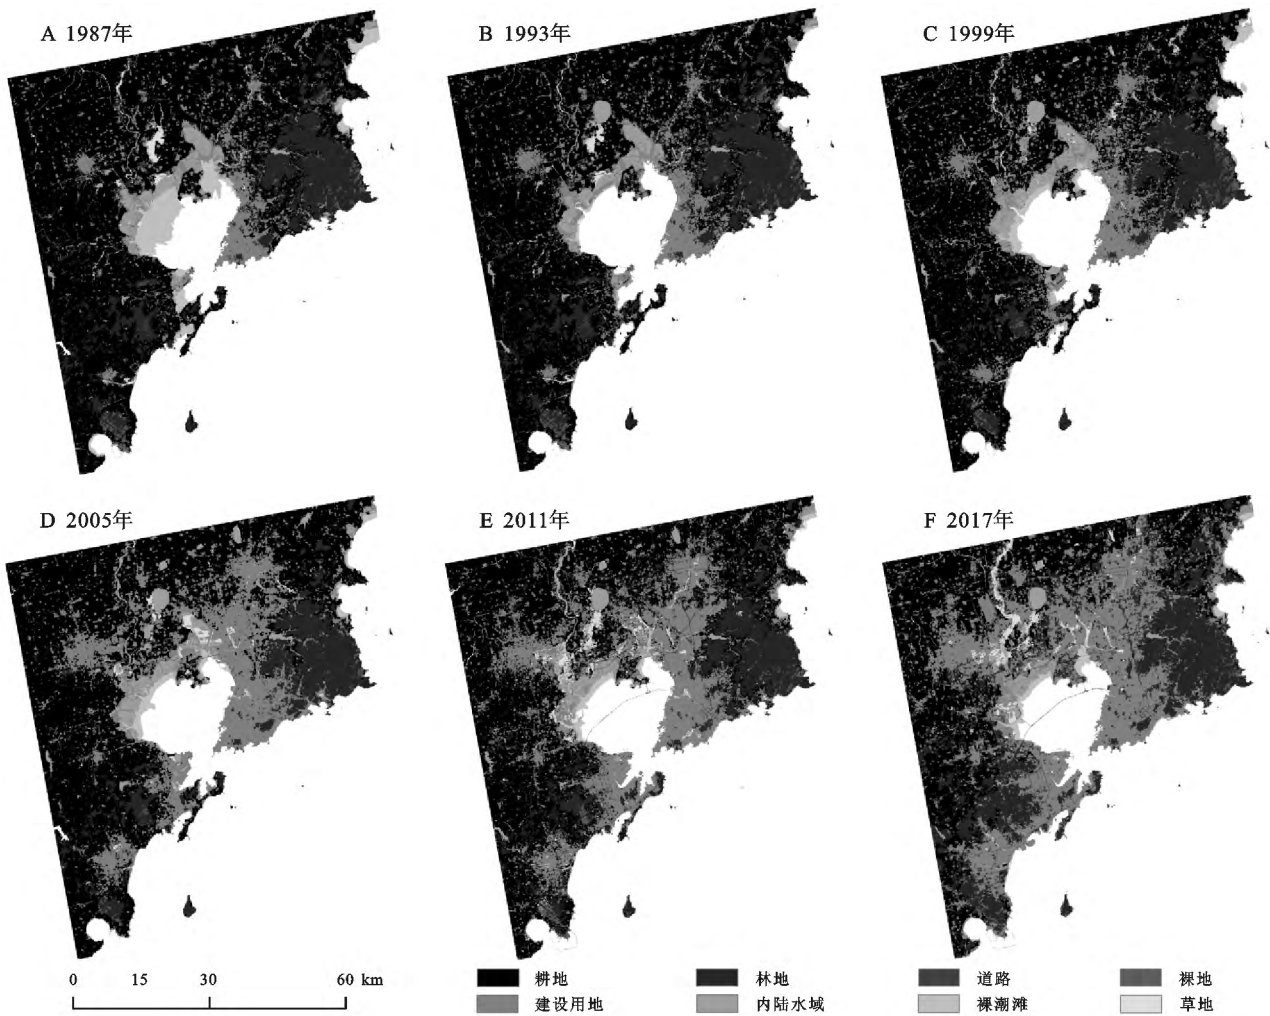 A 1987年
B 1993年
C 1999年
D 2005年
E 2011年
F 2017年
0 15 30 60 km
耕地 林地 道路 裸地
建设用地 内陆水域 裸潮滩 草地